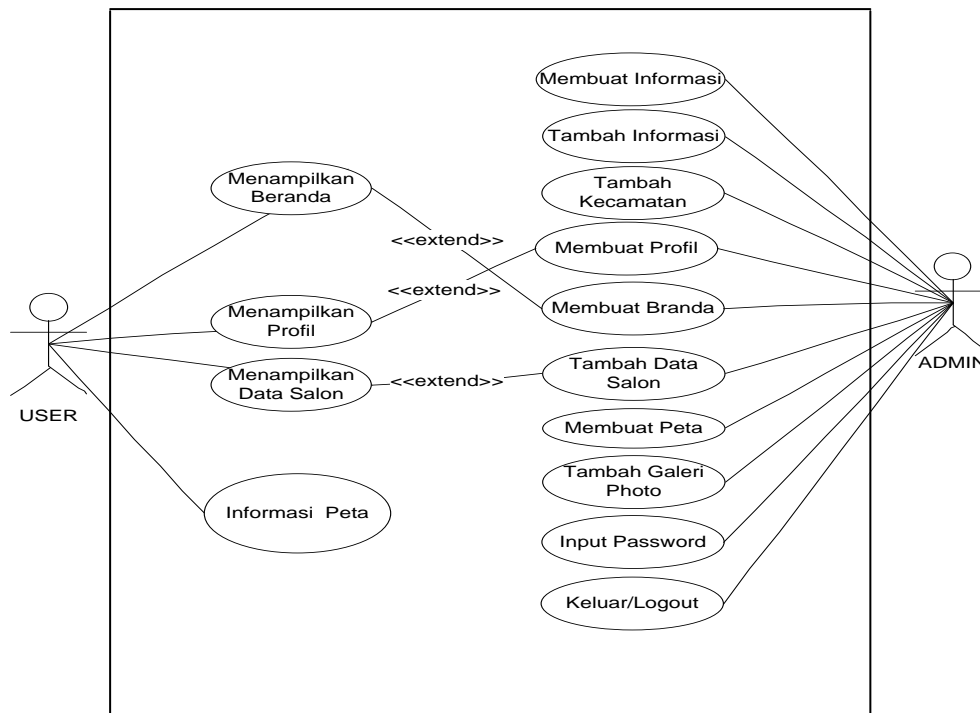 Membuat Informasi
Tambah Informasi
Tambah
Kecamatan
Membuat Profil
Membuat Branda
Tambah Data
Salon
Membuat Peta
Tambah Galeri
Photo
Input Password
Keluar/Logout
Menampilkan
Beranda
Menampilkan
Profil
Menampilkan
Data Salon
Informasi Peta
<<extend>>
<<extend>>
<<extend>>
USER
ADMIN